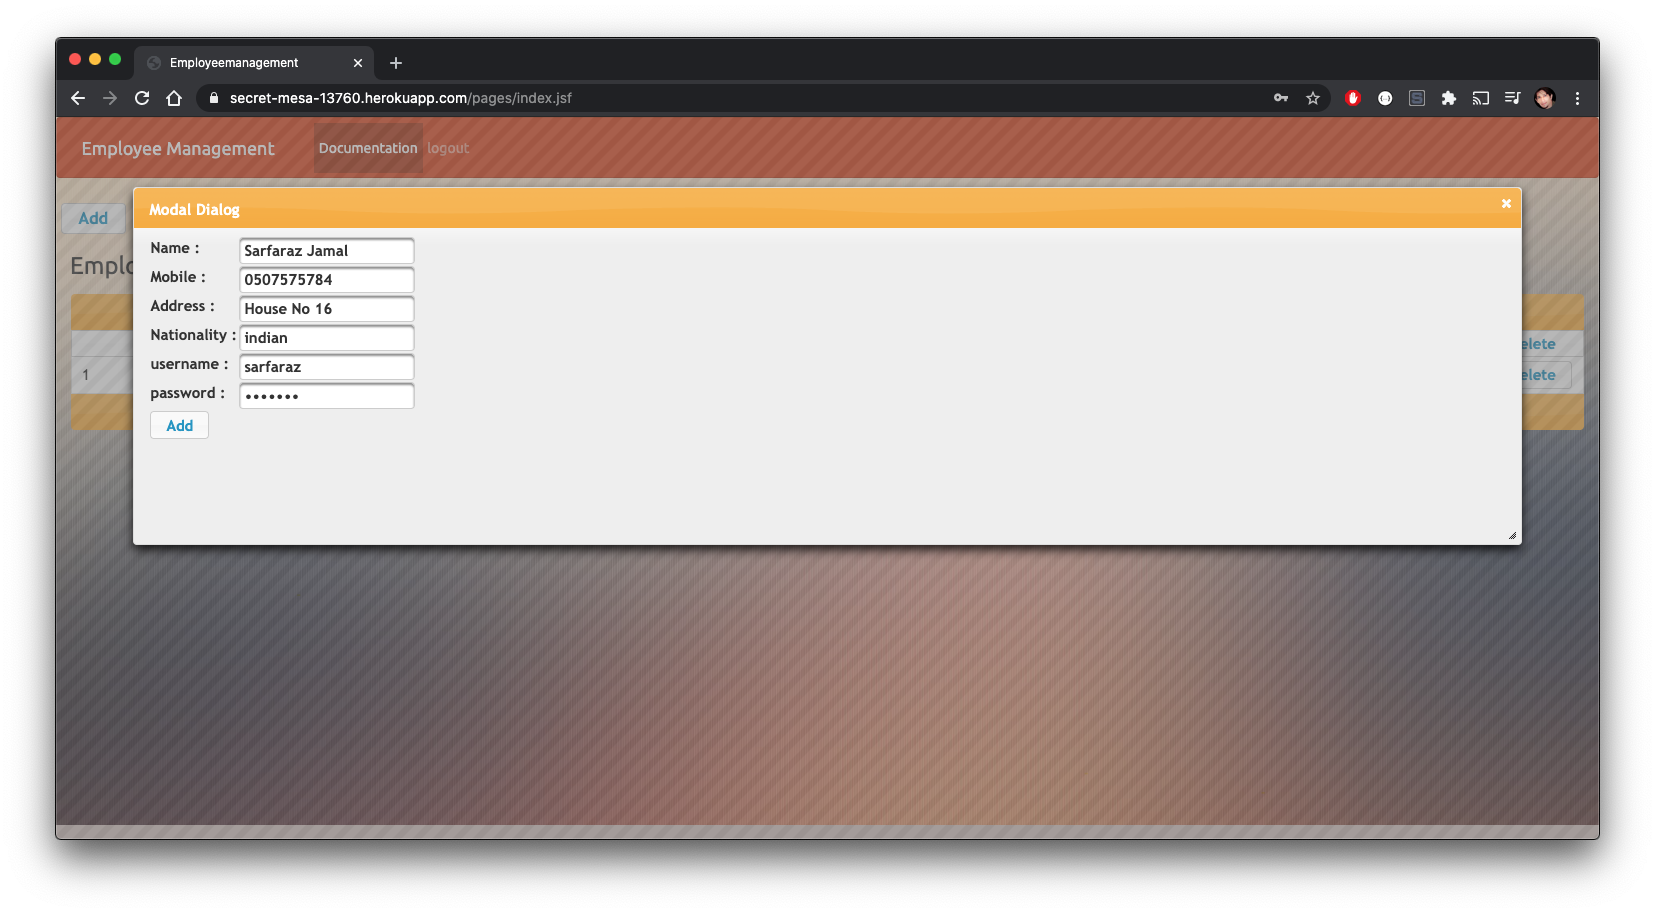 Employeemanagement
secret-mesa-13760.herokuapp.com/pages/index.jsf
Employee Management Documentation logout
Add
Modal Dialog
Name : Sarfaraz Jamal
Mobile : 0507575784
Address : House No 16
Nationality : indian
username : sarfaraz
password : •••••••
Add
Emplo
elete
1 elete